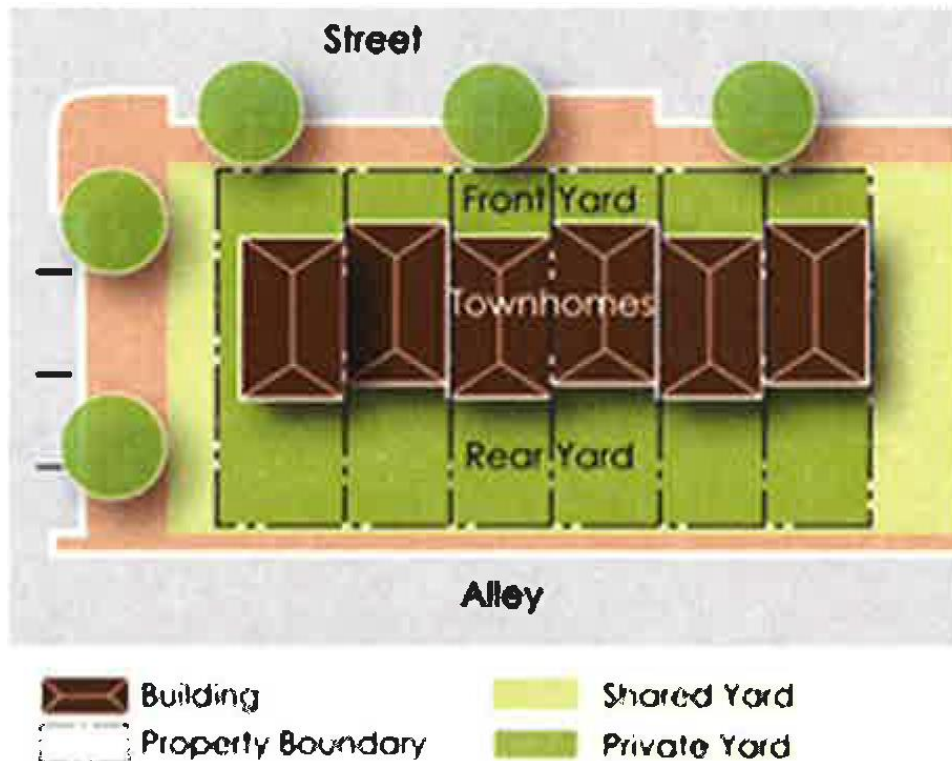 Street
Front Yard
Townhomes
Rear Yard
Alley
Building
Shared Yard
Property Boundary
Private Yard